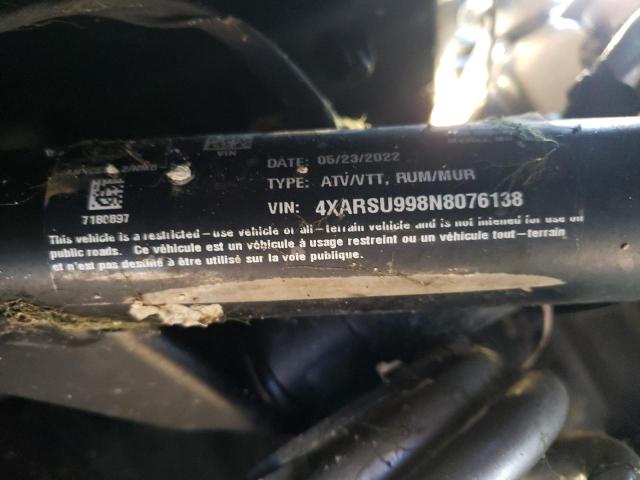 VIN
DATE: 05/23/2022
TYPE: ATV/VTT, RUM/MUR
7180897
VIN: 4XARSU998N8076138
This vehicle is a restricted-use vehicle or all-terrain vehicle and is not intended for use on
public roads. Ce véhicule est un véhicule à usage restreint ou un véhicule tout-terrain
et n'est pas destiné à être utilisé sur la voie publique.